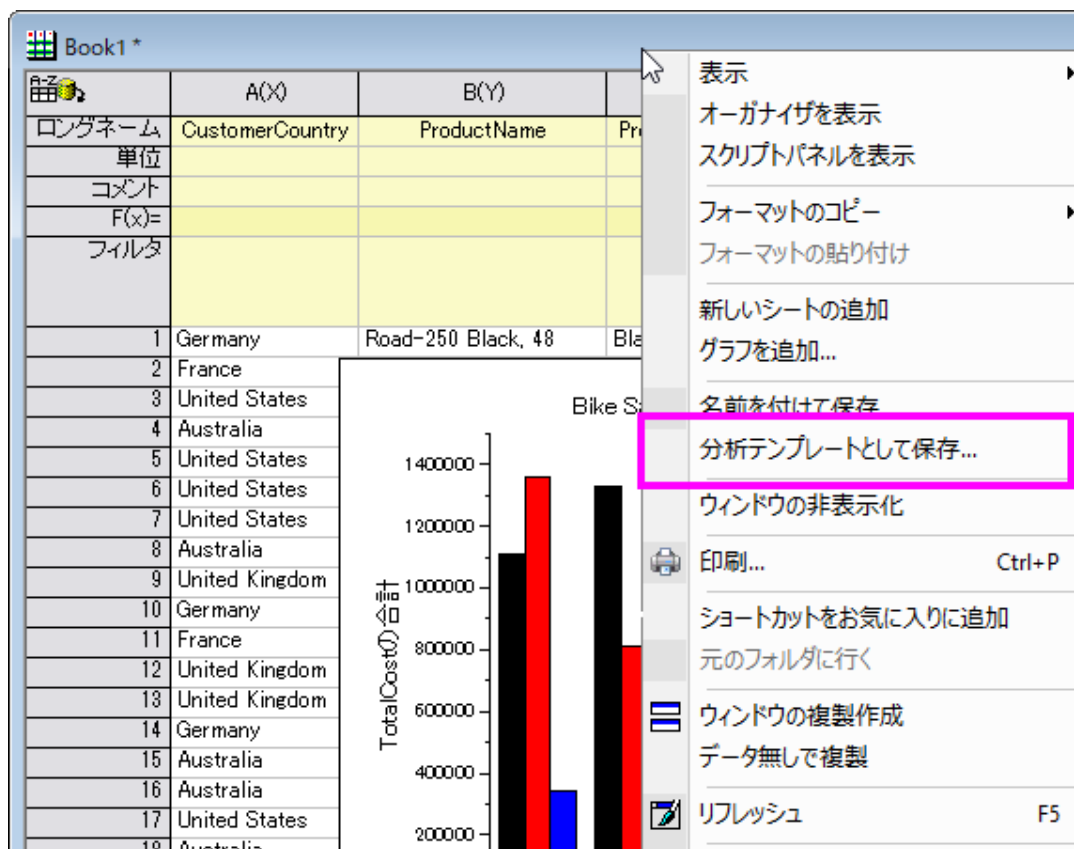 Book1 *
A(X) B(Y)
ロングネーム CustomerCountry ProductName
単位
コメント
F(x)=
フィルタ
1 Germany Road-250 Black, 48
2 France
3 United States
4 Australia
5 United States
6 United States
7 United States
8 Australia
9 United Kingdom
10 Germany
11 France
12 United Kingdom
13 United Kingdom
14 Germany
15 Australia
16 Australia
17 United States
18 Australia
Bike
TotalCostの合計
1400000
1200000
1000000
800000
600000
400000
200000
表示
オーガナイザを表示
スクリプトパネルを表示
フォーマットのコピー
フォーマットの貼り付け
新しいシートの追加
グラフを追加...
名前を付けて保存
分析テンプレートとして保存...
ウィンドウの非表示化
印刷... Ctrl+P
ショートカットをお気に入りに追加
元のフォルダに行く
ウィンドウの複製作成
データ無しで複製
リフレッシュ F5